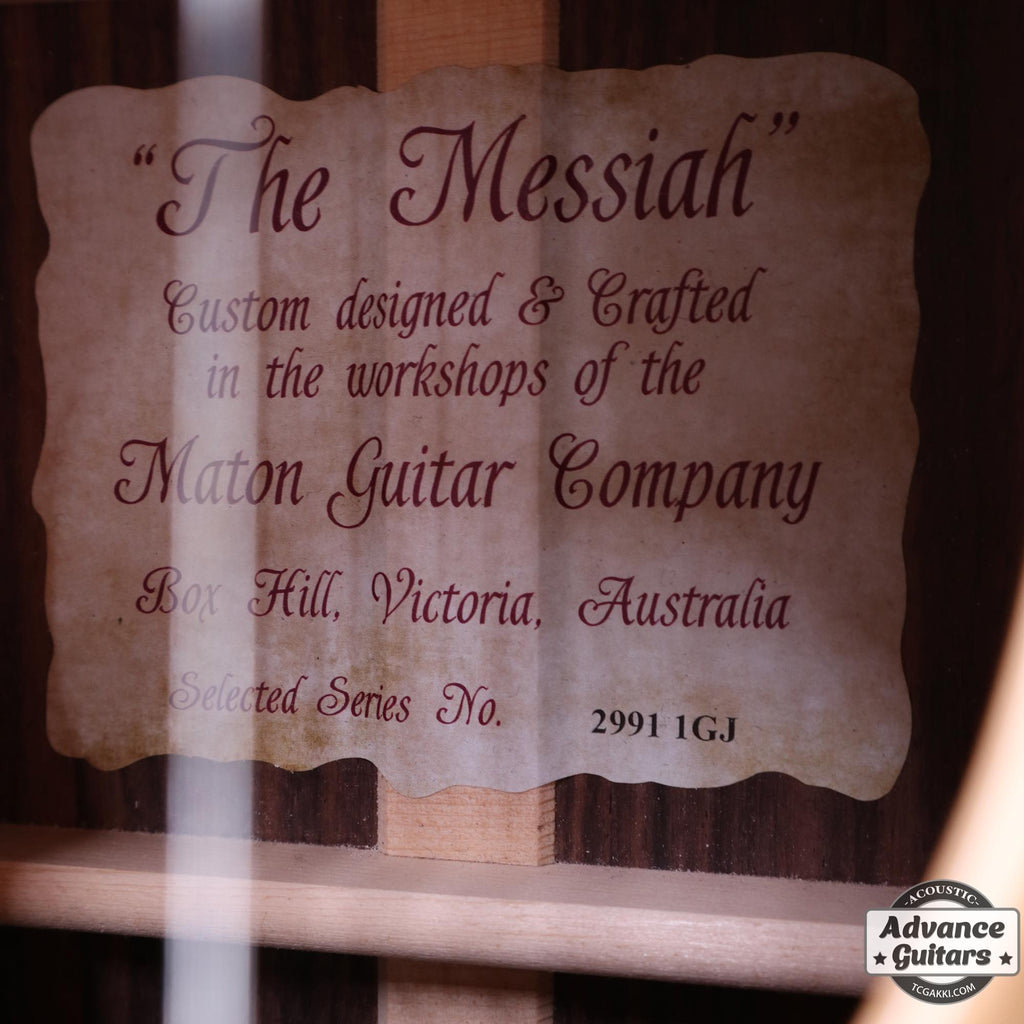 “The Messiah”
Custom designed & Crafted
in the workshops of the
Maton Guitar Company
Box Hill, Victoria, Australia
Selected Series No. 2991 1GJ
-ACOUSTIC-
Advance
★ Guitars ★
TCGAKKI.COM